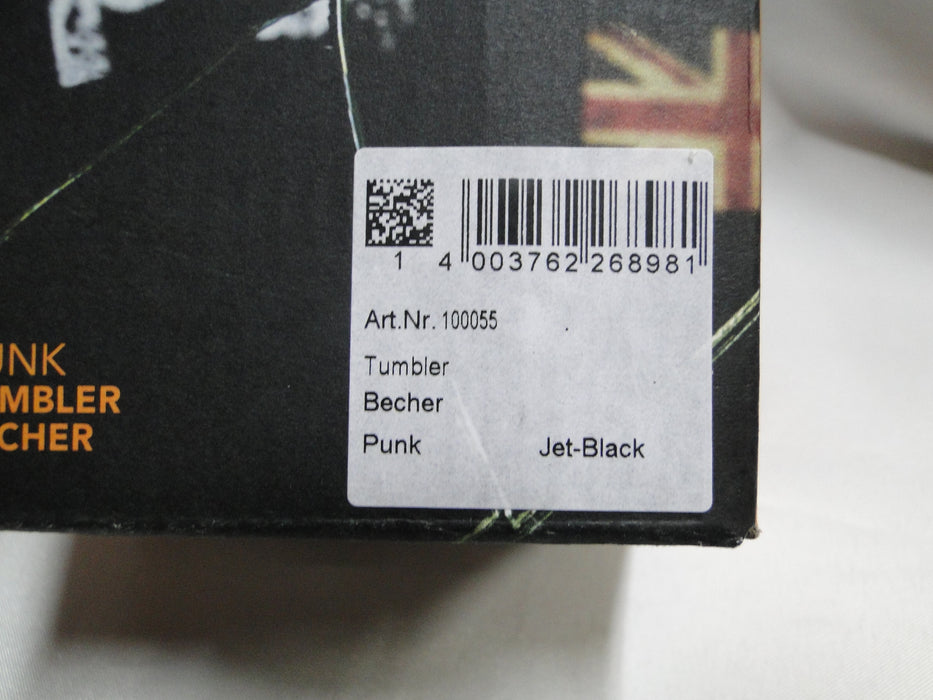 1 4 003762 268981
Art.Nr. 100055
Tumbler
Becher
Punk Jet-Black
UNK
MBLER
CHER